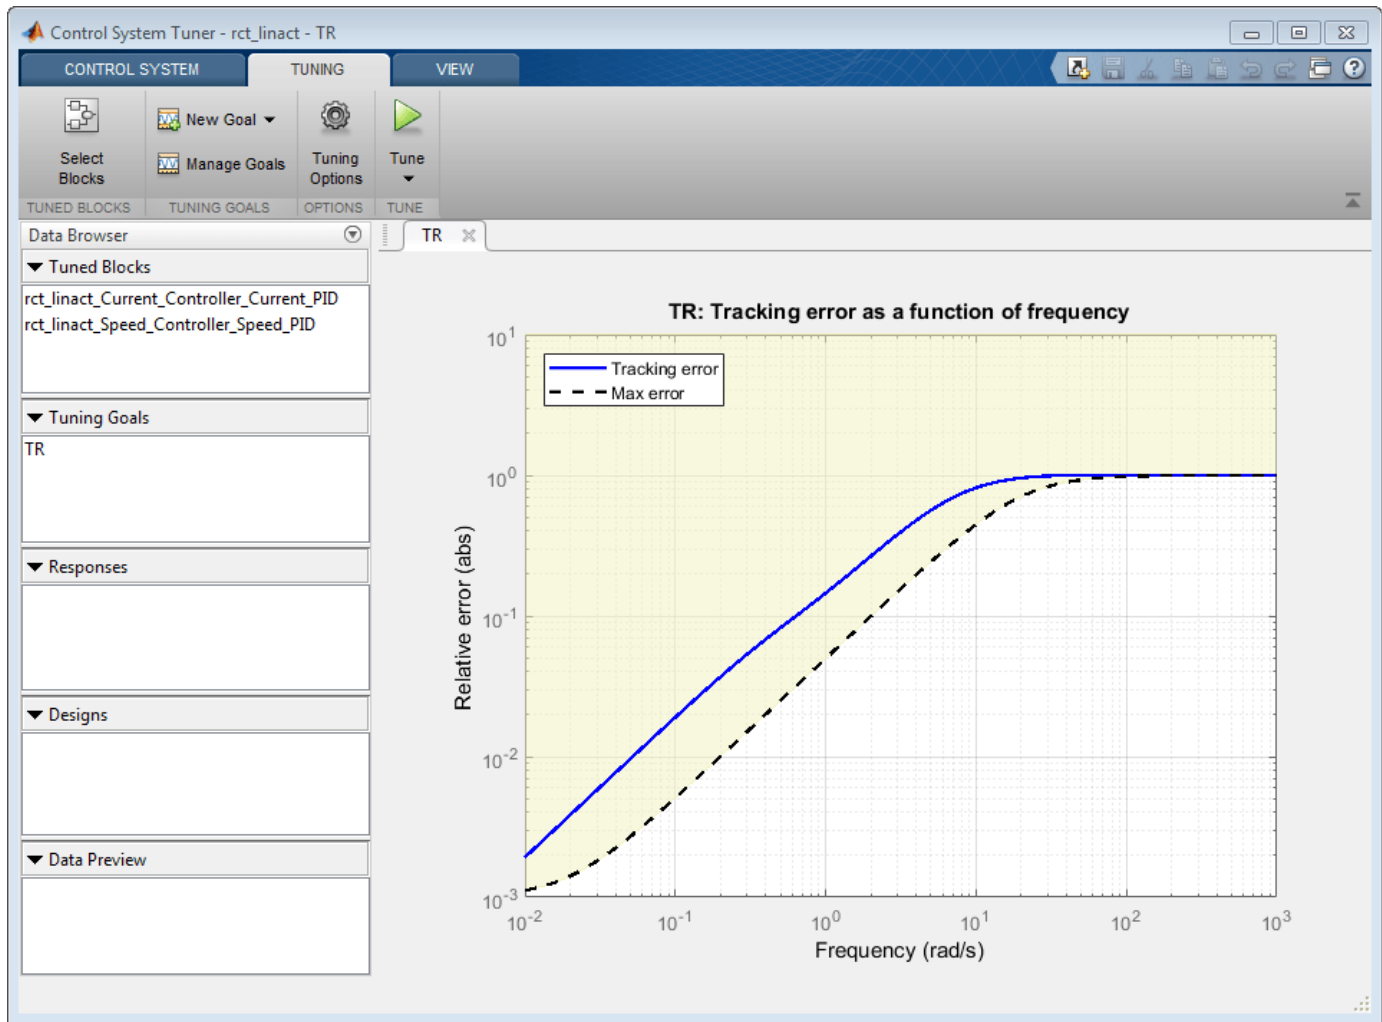 Control System Tuner - rct_linact - TR
CONTROL SYSTEM
TUNING
VIEW
New Goal
Manage Goals
Select
Blocks
Tuning
Options
Tune
TUNED BLOCKS
TUNING GOALS
OPTIONS
TUNE
Data Browser
TR
Tuned Blocks
rct_linact_Current_Controller_Current_PID
rct_linact_Speed_Controller_Speed_PID
Tuning Goals
TR
Responses
Designs
Data Preview
TR: Tracking error as a function of frequency
Tracking error
Max error
Relative error (abs)
10^1
10^0
10^-1
10^-2
10^-3
10^-2 10^-1 10^0 10^1 10^2 10^3
Frequency (rad/s)